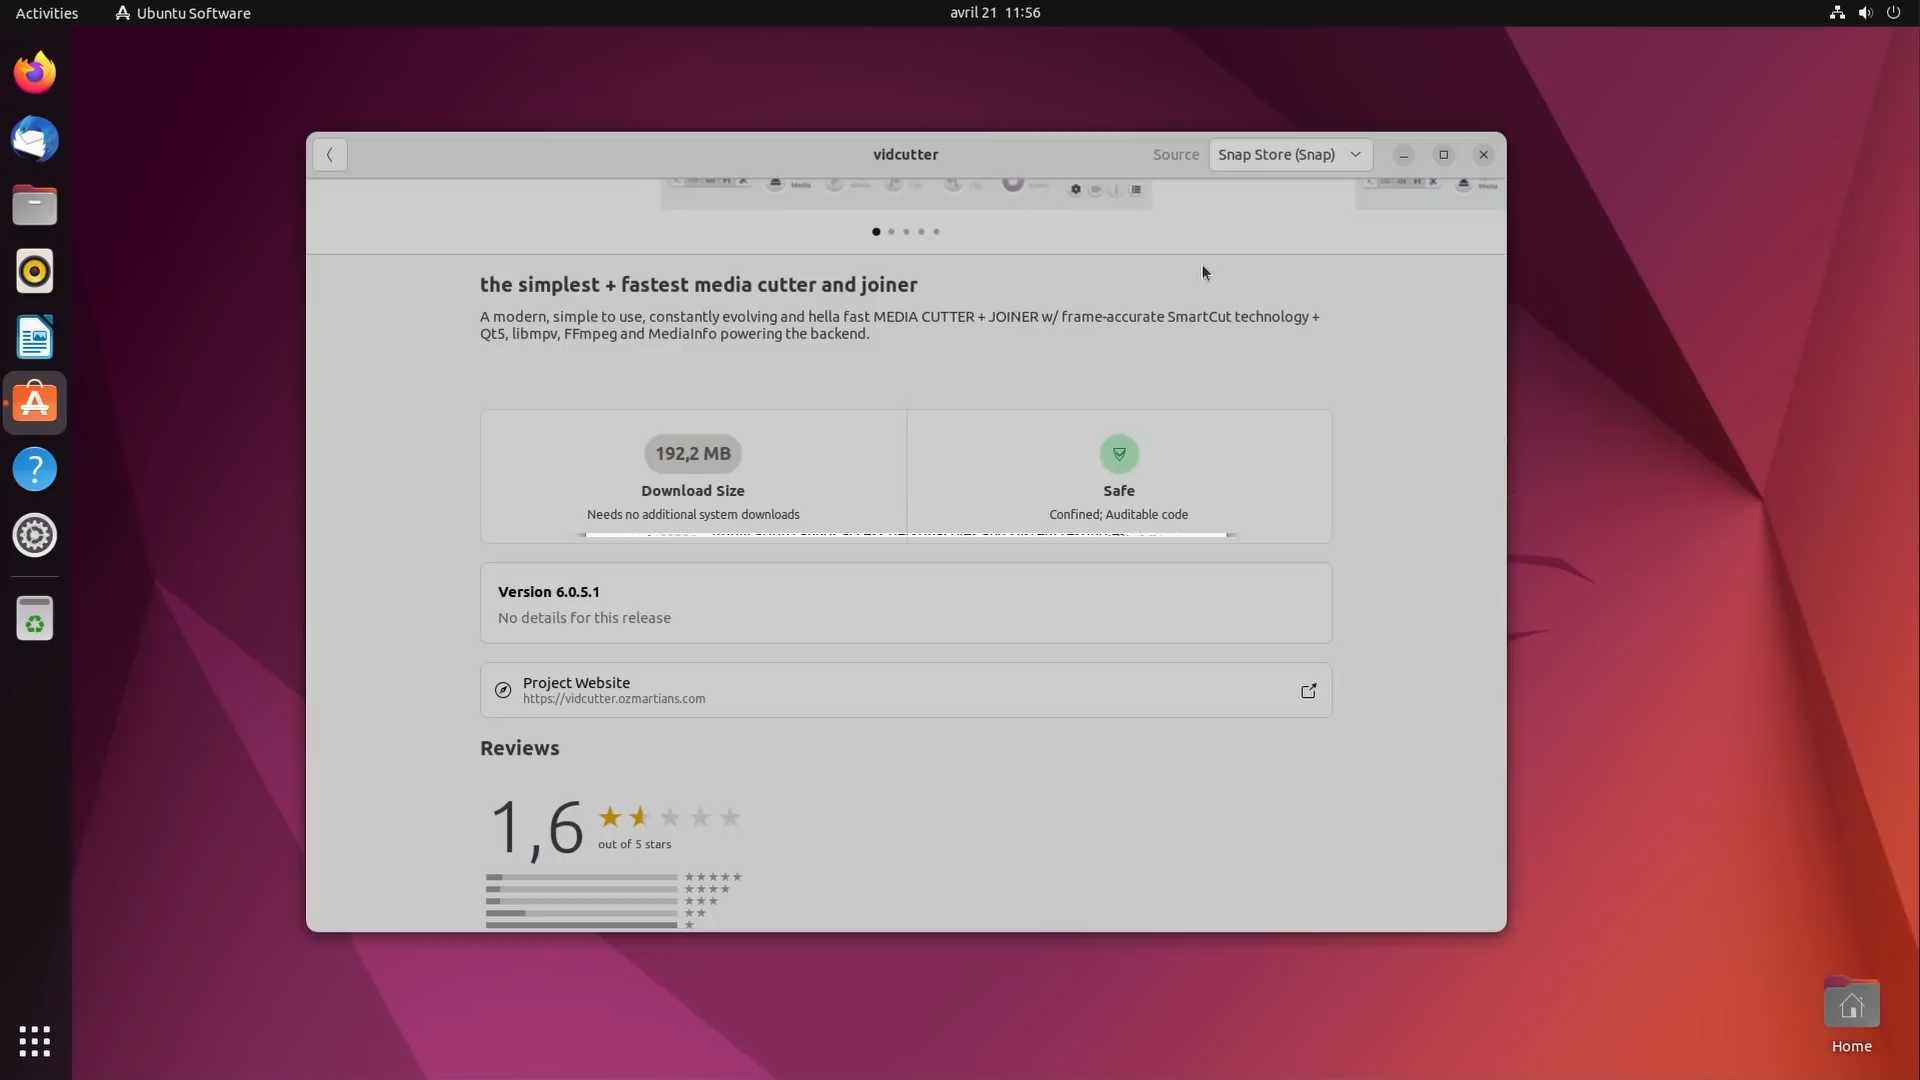 Activities
Ubuntu Software
avril 21 11:56
vidcutter
Source
Snap Store (Snap)
Media
Media
the simplest + fastest media cutter and joiner
A modern, simple to use, constantly evolving and hella fast MEDIA CUTTER + JOINER w/ frame-accurate SmartCut technology +
Qt5, libmpv, FFmpeg and MediaInfo powering the backend.
192,2 MB
Download Size
Needs no additional system downloads
Safe
Confined; Auditable code
Version 6.0.5.1
No details for this release
Project Website
https://vidcutter.ozmartians.com
Reviews
1,6
out of 5 stars
Home